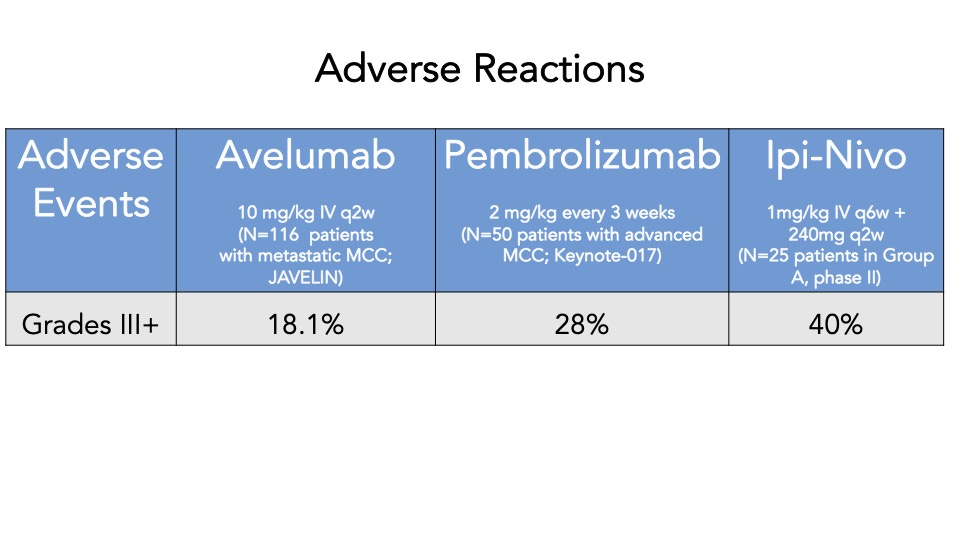 Adverse Reactions
Adverse
Events
Avelumab
10 mg/kg IV q2w
(N=116 patients
with metastatic MCC;
JAVELIN)
Pembrolizumab
2 mg/kg every 3 weeks
(N=50 patients with advanced
MCC; Keynote-017)
Ipi-Nivo
1mg/kg IV q6w +
240mg q2w
(N=25 patients in Group
A, phase II)
Grades III+
18.1%
28%
40%